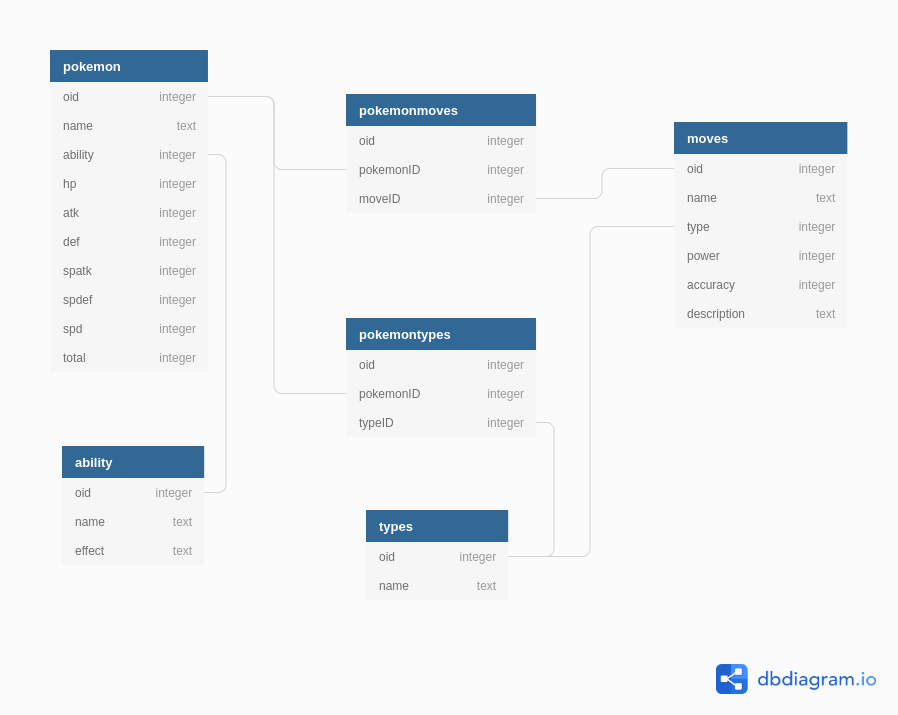 pokemon
oid integer
name text
ability integer
hp integer
atk integer
def integer
spatk integer
spdef integer
spd integer
total integer
pokemonmoves
oid integer
pokemonID integer
moveID integer
moves
oid integer
name text
type integer
power integer
accuracy integer
description text
pokemontypes
oid integer
pokemonID integer
typeID integer
ability
oid integer
name text
effect text
types
oid integer
name text
dbdiagram.io